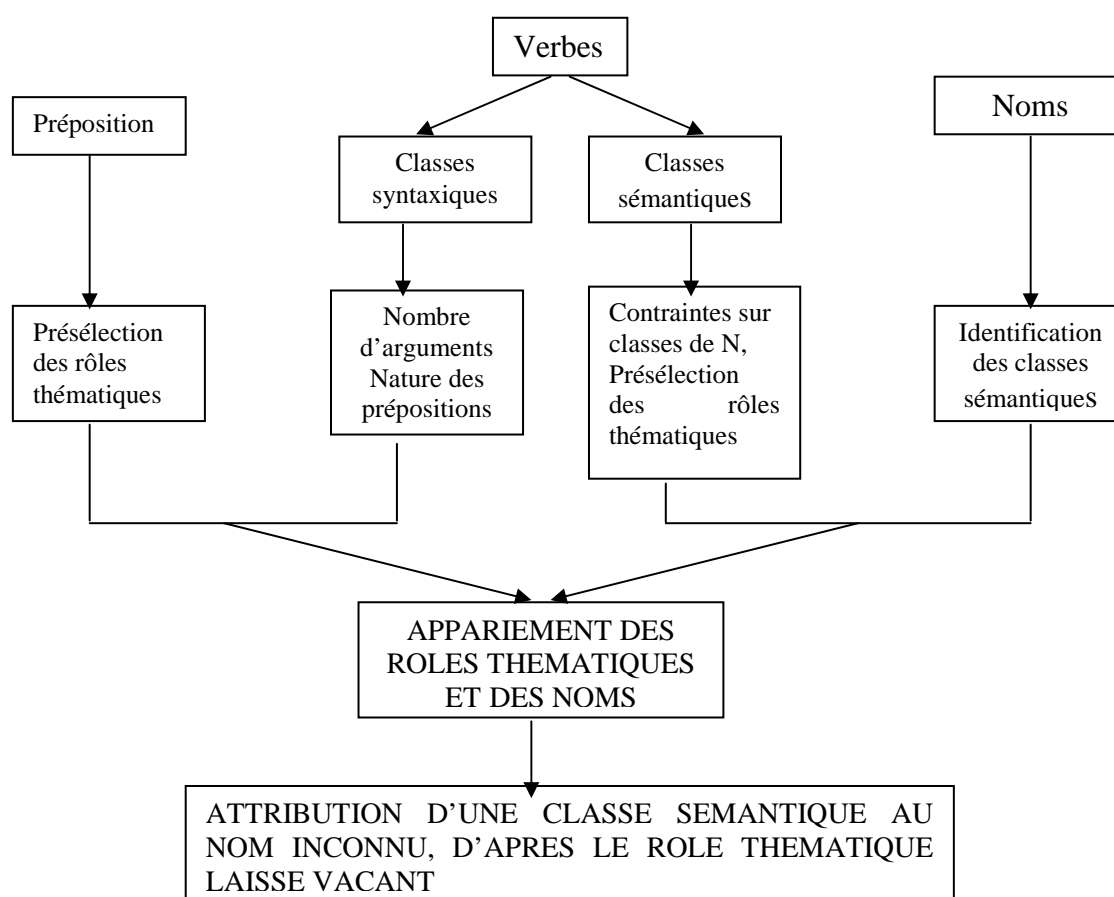 Verbes
Préposition
Noms
Classes
syntaxiques
Classes
sémantiques
Présélection
des rôles
thématiques
Nombre
d’arguments
Nature des
prépositions
Contraintes sur
classes de N,
Présélection
des rôles
thématiques
Identification
des classes
sémantiques
APPARIEMENT DES
ROLES THEMATIQUES
ET DES NOMS
ATTRIBUTION D’UNE CLASSE SEMANTIQUE AU
NOM INCONNU, D’APRES LE ROLE THEMATIQUE
LAISSE VACANT